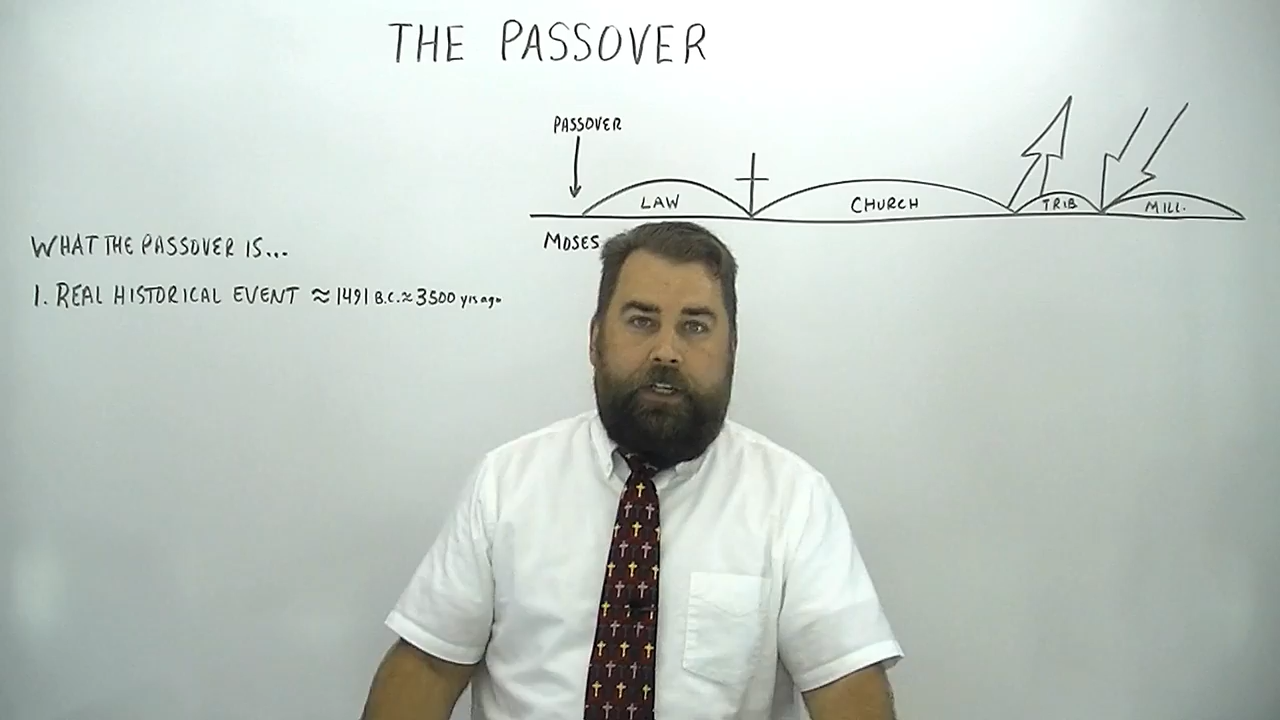 THE PASSOVER
PASSOVER
LAW
CHURCH
TRIB
MILL.
MOSES
WHAT THE PASSOVER IS...
1. REAL HISTORICAL EVENT ≈ 1491 B.C. ≈ 3500 yrs ago